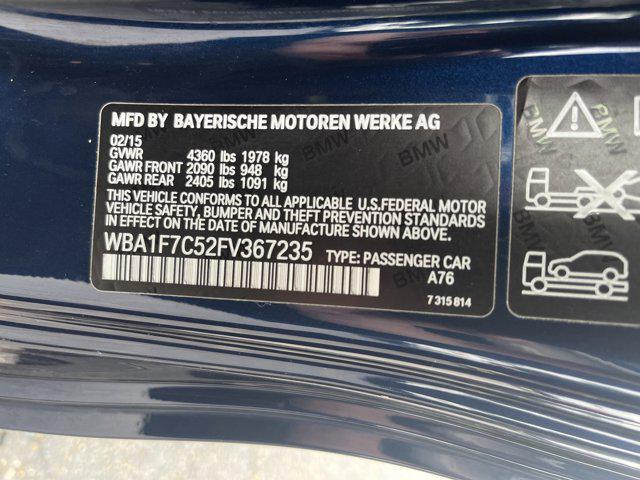 MFD BY BAYERISCHE MOTOREN WERKE AG
02/15
GVWR 4360 lbs 1978 kg
GAWR FRONT 2090 lbs 948 kg
GAWR REAR 2405 lbs 1091 kg
THIS VEHICLE CONFORMS TO ALL APPLICABLE U.S.FEDERAL MOTOR
VEHICLE SAFETY, BUMPER, AND THEFT PREVENTION STANDARDS
IN EFFECT ON THE DATE OF MANUFACTURE SHOWN ABOVE.
WBA1F7C52FV367235 TYPE: PASSENGER CAR
A76
7 315 814
BMW
BMW
BMW
BMW